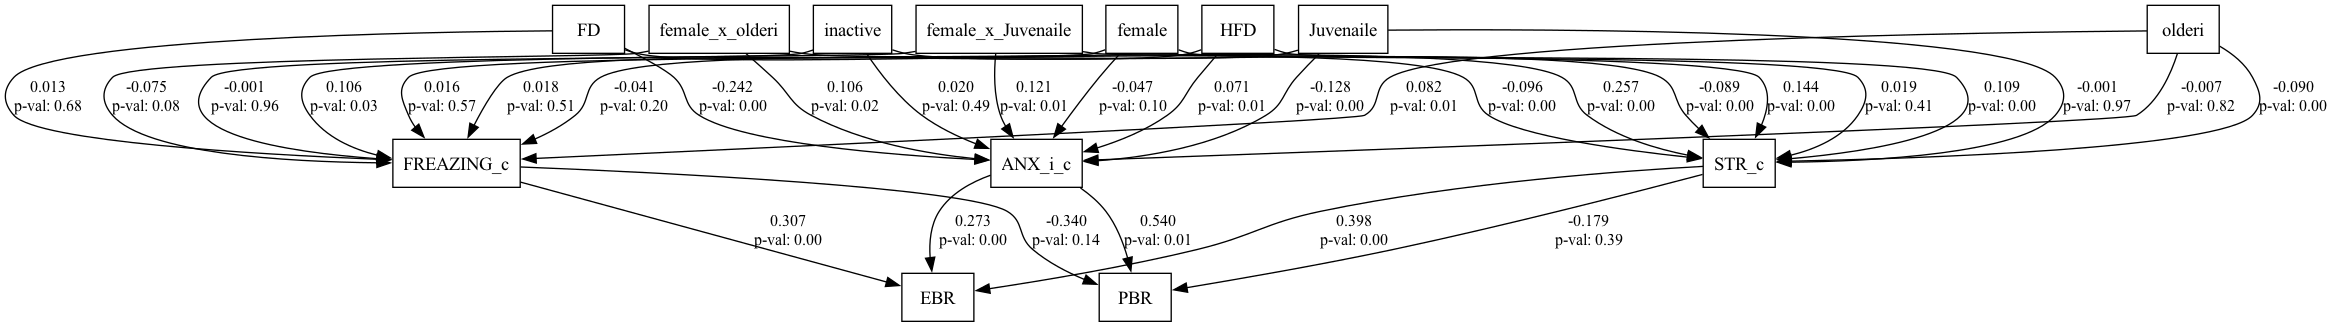 FD
female_x_olderi
inactive
female_x_Juvenaile
female
HFD
Juvenaile
olderi
0.013
p-val: 0.68
-0.075
p-val: 0.08
-0.001
p-val: 0.96
0.106
p-val: 0.03
0.016
p-val: 0.57
0.018
p-val: 0.51
-0.041
p-val: 0.20
-0.242
p-val: 0.00
0.106
p-val: 0.02
0.020
p-val: 0.49
0.121
p-val: 0.01
-0.047
p-val: 0.10
0.071
p-val: 0.01
-0.128
p-val: 0.00
0.082
p-val: 0.01
-0.096
p-val: 0.00
0.257
p-val: 0.00
-0.089
p-val: 0.00
0.144
p-val: 0.00
0.019
p-val: 0.41
0.109
p-val: 0.00
-0.001
p-val: 0.97
-0.007
p-val: 0.82
-0.090
p-val: 0.00
FREAZING_c
ANX_i_c
STR_c
0.307
p-val: 0.00
0.273
p-val: 0.00
-0.340
p-val: 0.14
0.540
p-val: 0.01
0.398
p-val: 0.00
-0.179
p-val: 0.39
EBR
PBR